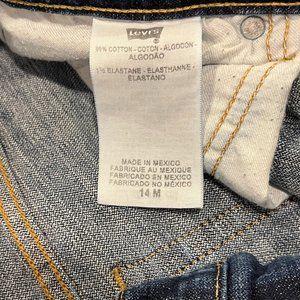 Levi's
®
99% COTTON - COTON - ALGODON -
ALGODÃO
1% ELASTANE - ELASTHANNE -
ELASTANO
MADE IN MEXICO
FABRIQUE AU MEXIQUE
FABRICADO EN MEXICO
FABRICADO NO MEXICO
14 M